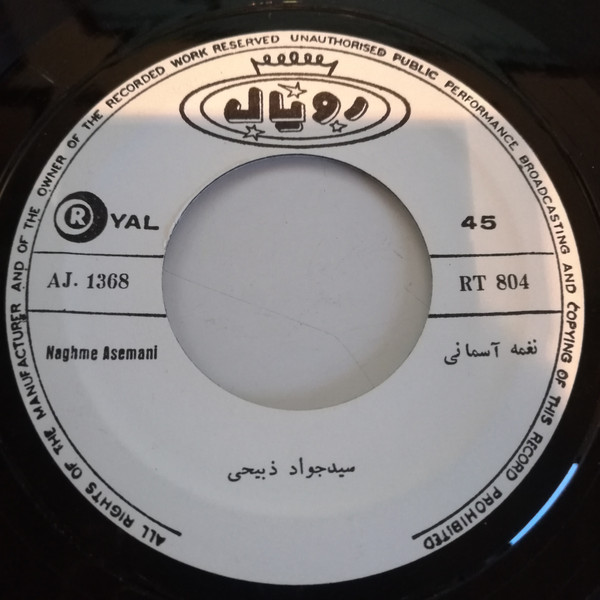 ALL RIGHTS OF THE MANUFACTURER AND OF THE OWNER OF THE RECORDED WORK RESERVED UNAUTHORISED PUBLIC PERFORMANCE BROADCASTING AND COPYING OF THIS RECORD PROHIBITED
رویال
ROYAL 45
AJ. 1368 RT 804
Naghme Asemani نغمه آسمانی
سیدجواد ذبیحی